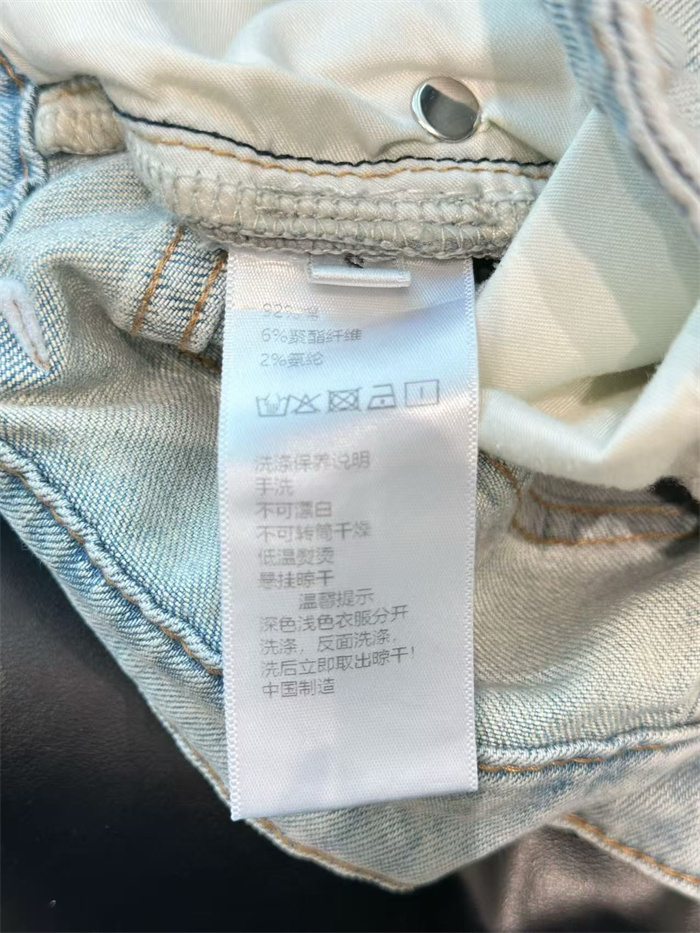 92%棉
6%聚酯纤维
2%氨纶
洗涤保养说明
手洗
不可漂白
不可转筒干燥
低温熨烫
悬挂晾干
温馨提示
深色浅色衣服分开
洗涤，反面洗涤，
洗后立即取出晾干！
中国制造